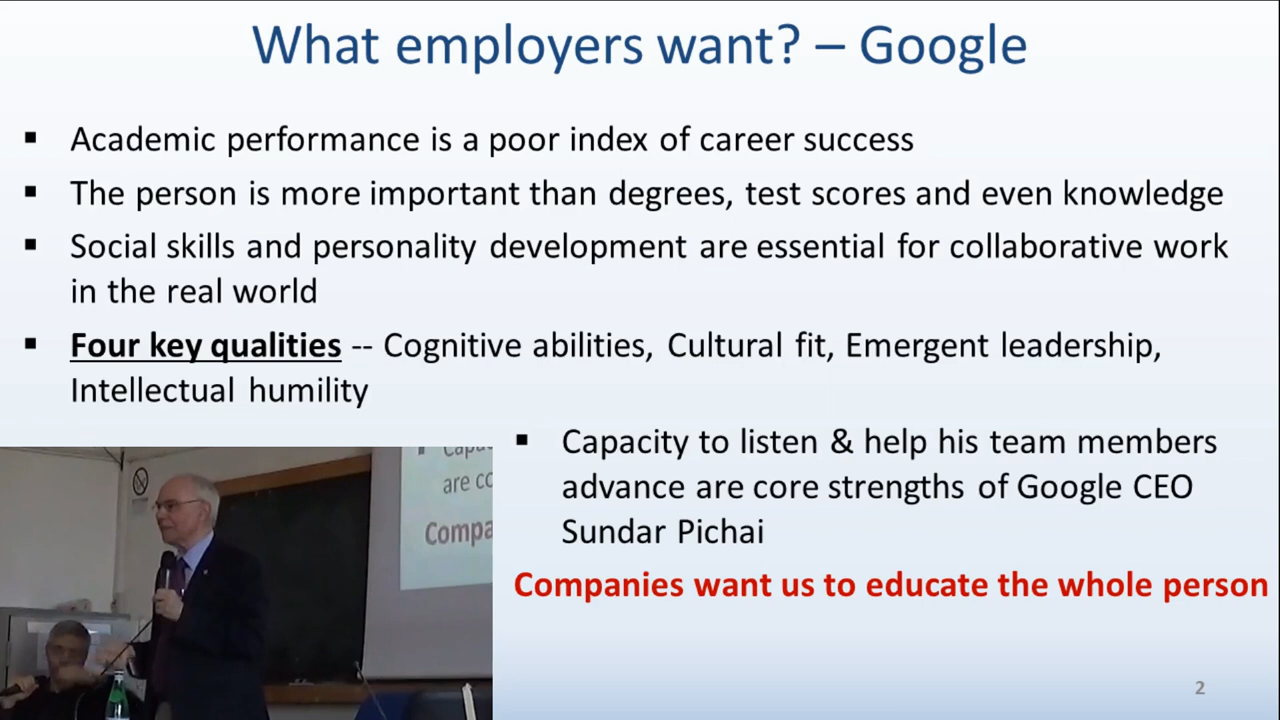 What employers want? – Google
▪ Academic performance is a poor index of career success
▪ The person is more important than degrees, test scores and even knowledge
▪ Social skills and personality development are essential for collaborative work
in the real world
▪ Four key qualities -- Cognitive abilities, Cultural fit, Emergent leadership,
Intellectual humility
▪ Capacity to listen & help his team members
advance are core strengths of Google CEO
Sundar Pichai
Companies want us to educate the whole person
are co
Compa
2